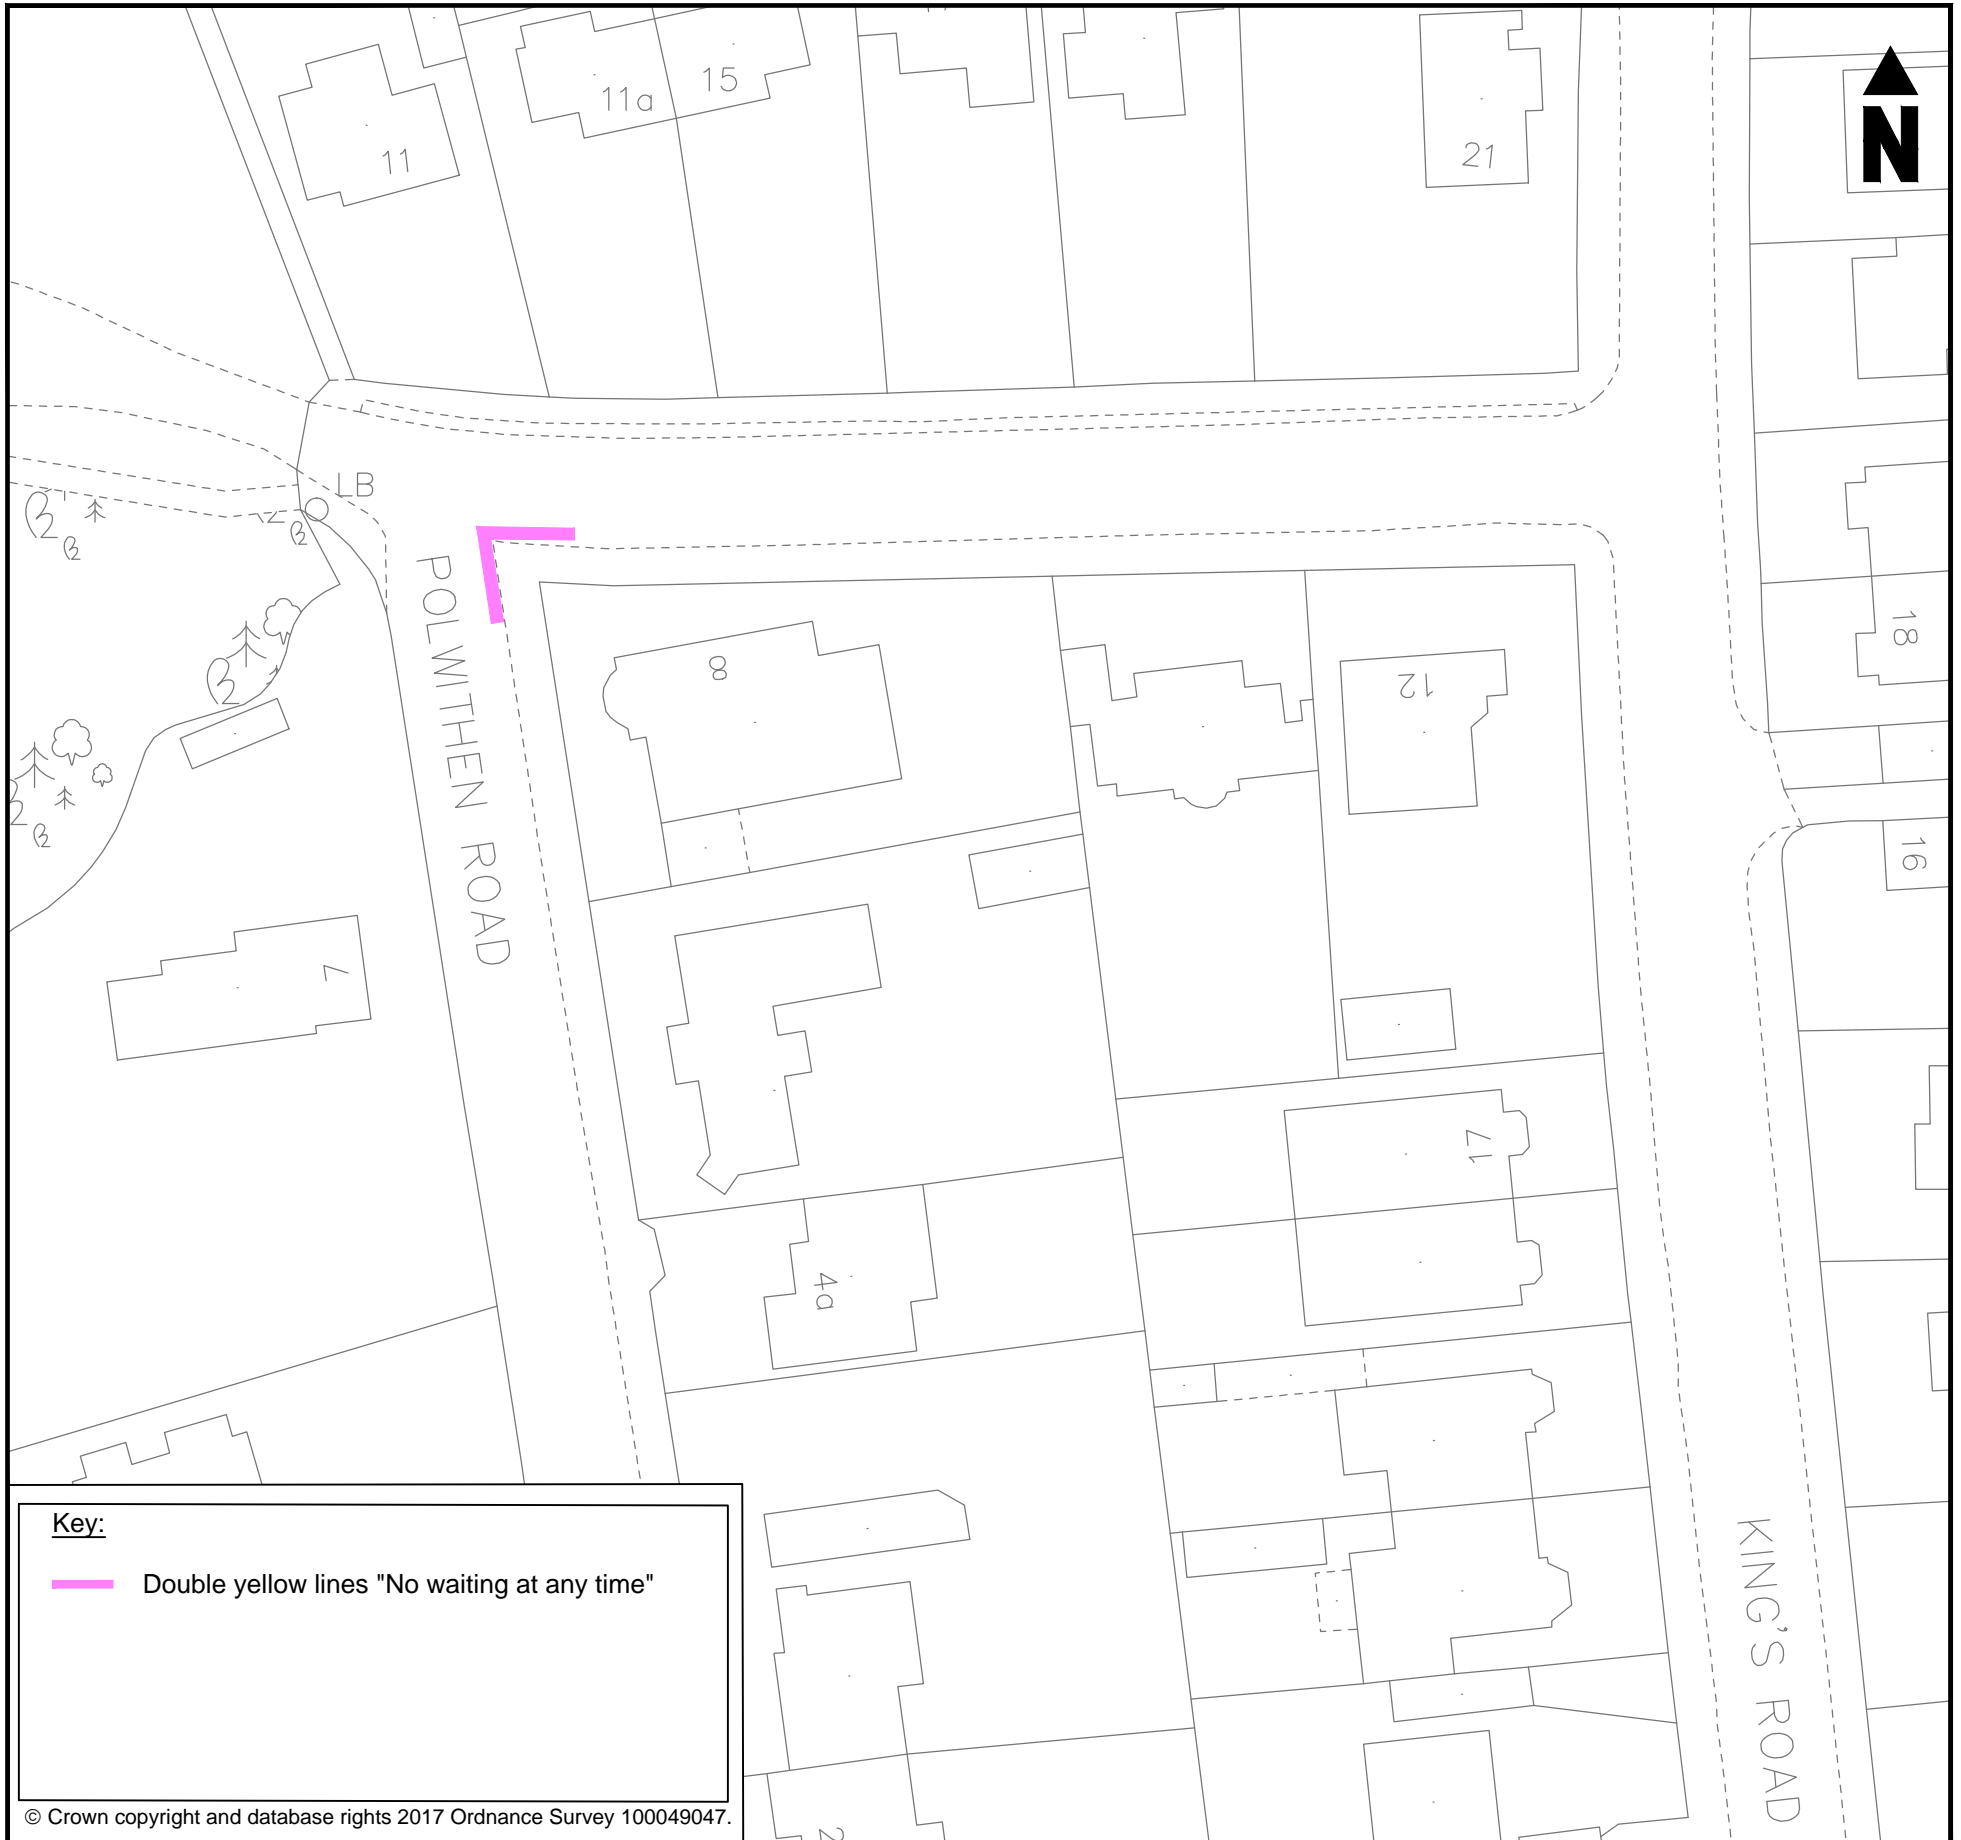 11
11a
15
21
N
LB
POLWITHEN ROAD
8
12
18
16
7
17
4a
KING'S ROAD
Key:
Double yellow lines "No waiting at any time"
© Crown copyright and database rights 2017 Ordnance Survey 100049047.